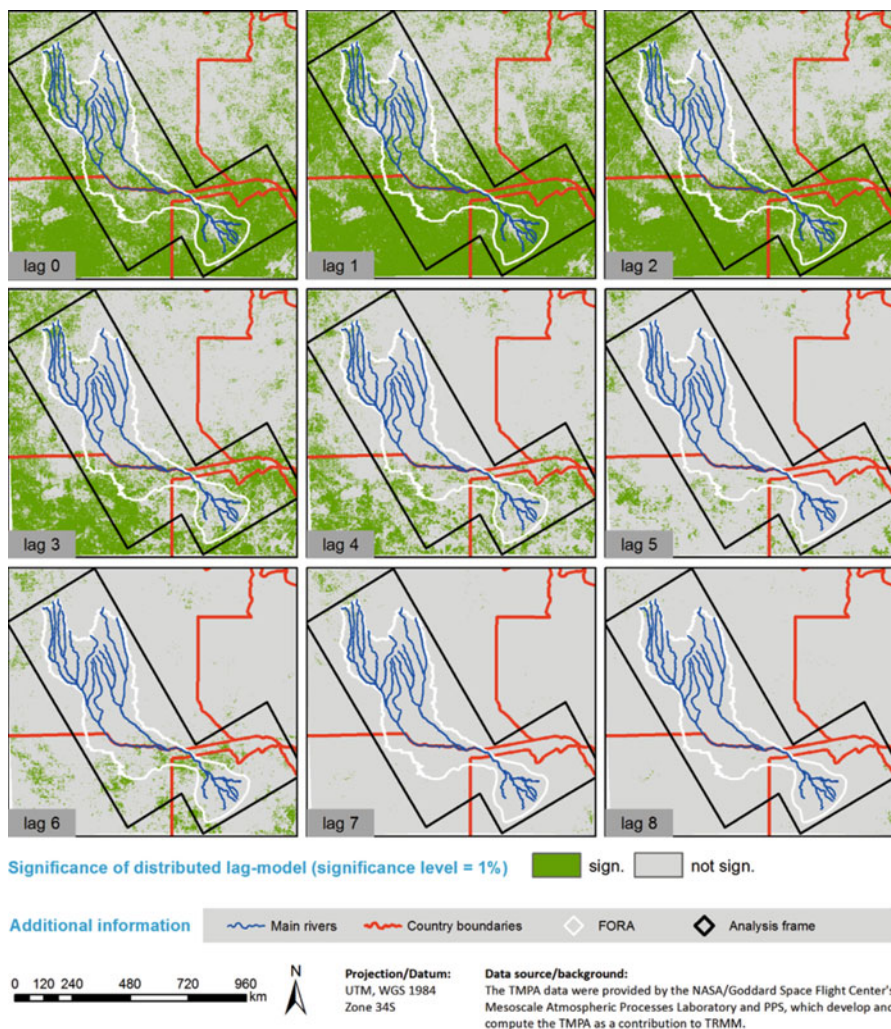 lag 0
lag 1
lag 2
lag 3
lag 4
lag 5
lag 6
lag 7
lag 8
Significance of distributed lag-model (significance level = 1%)
sign.
not sign.
Additional information
Main rivers
Country boundaries
FORA
Analysis frame
0 120 240 480 720 960
km
N
Projection/Datum:
UTM, WGS 1984
Zone 34S
Data source/background:
The TMPA data were provided by the NASA/Goddard Space Flight Center's
Mesoscale Atmospheric Processes Laboratory and PPS, which develop and
compute the TMPA as a contribution to TRMM.